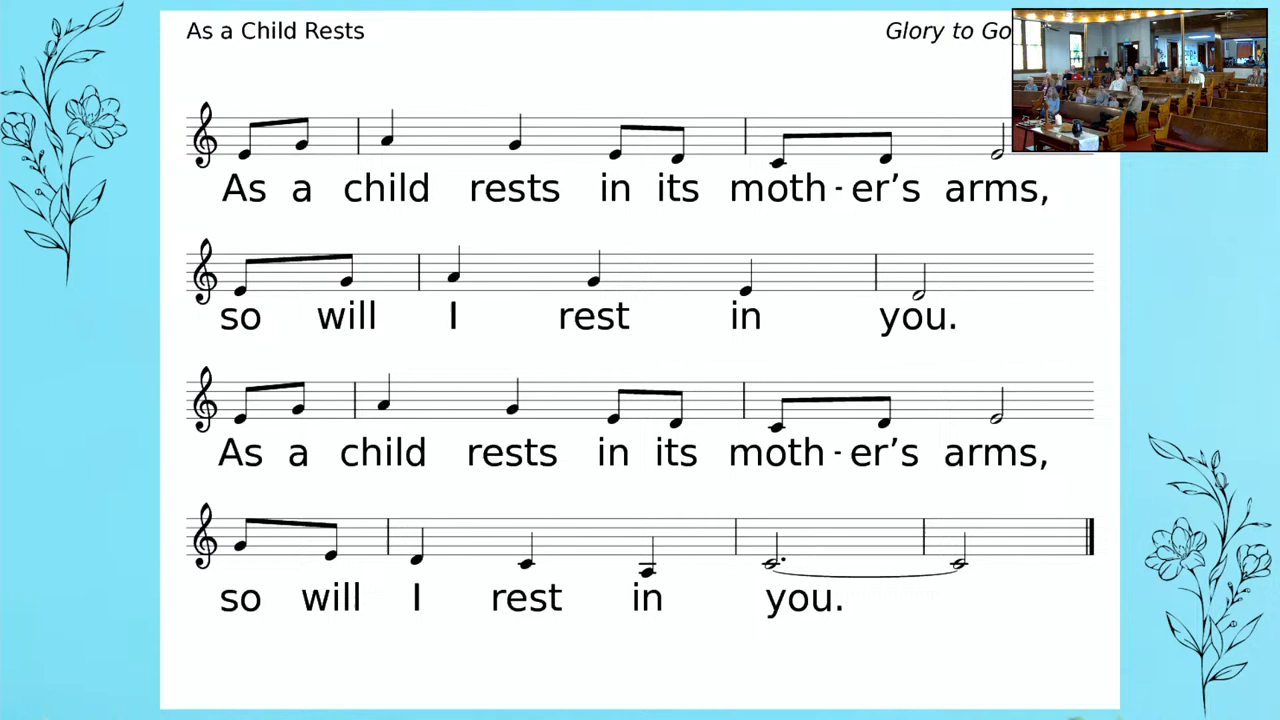 As a Child Rests
Glory to Go
As a child rests in its moth - er’s arms,
so will I rest in you.
As a child rests in its moth - er’s arms,
so will I rest in you.